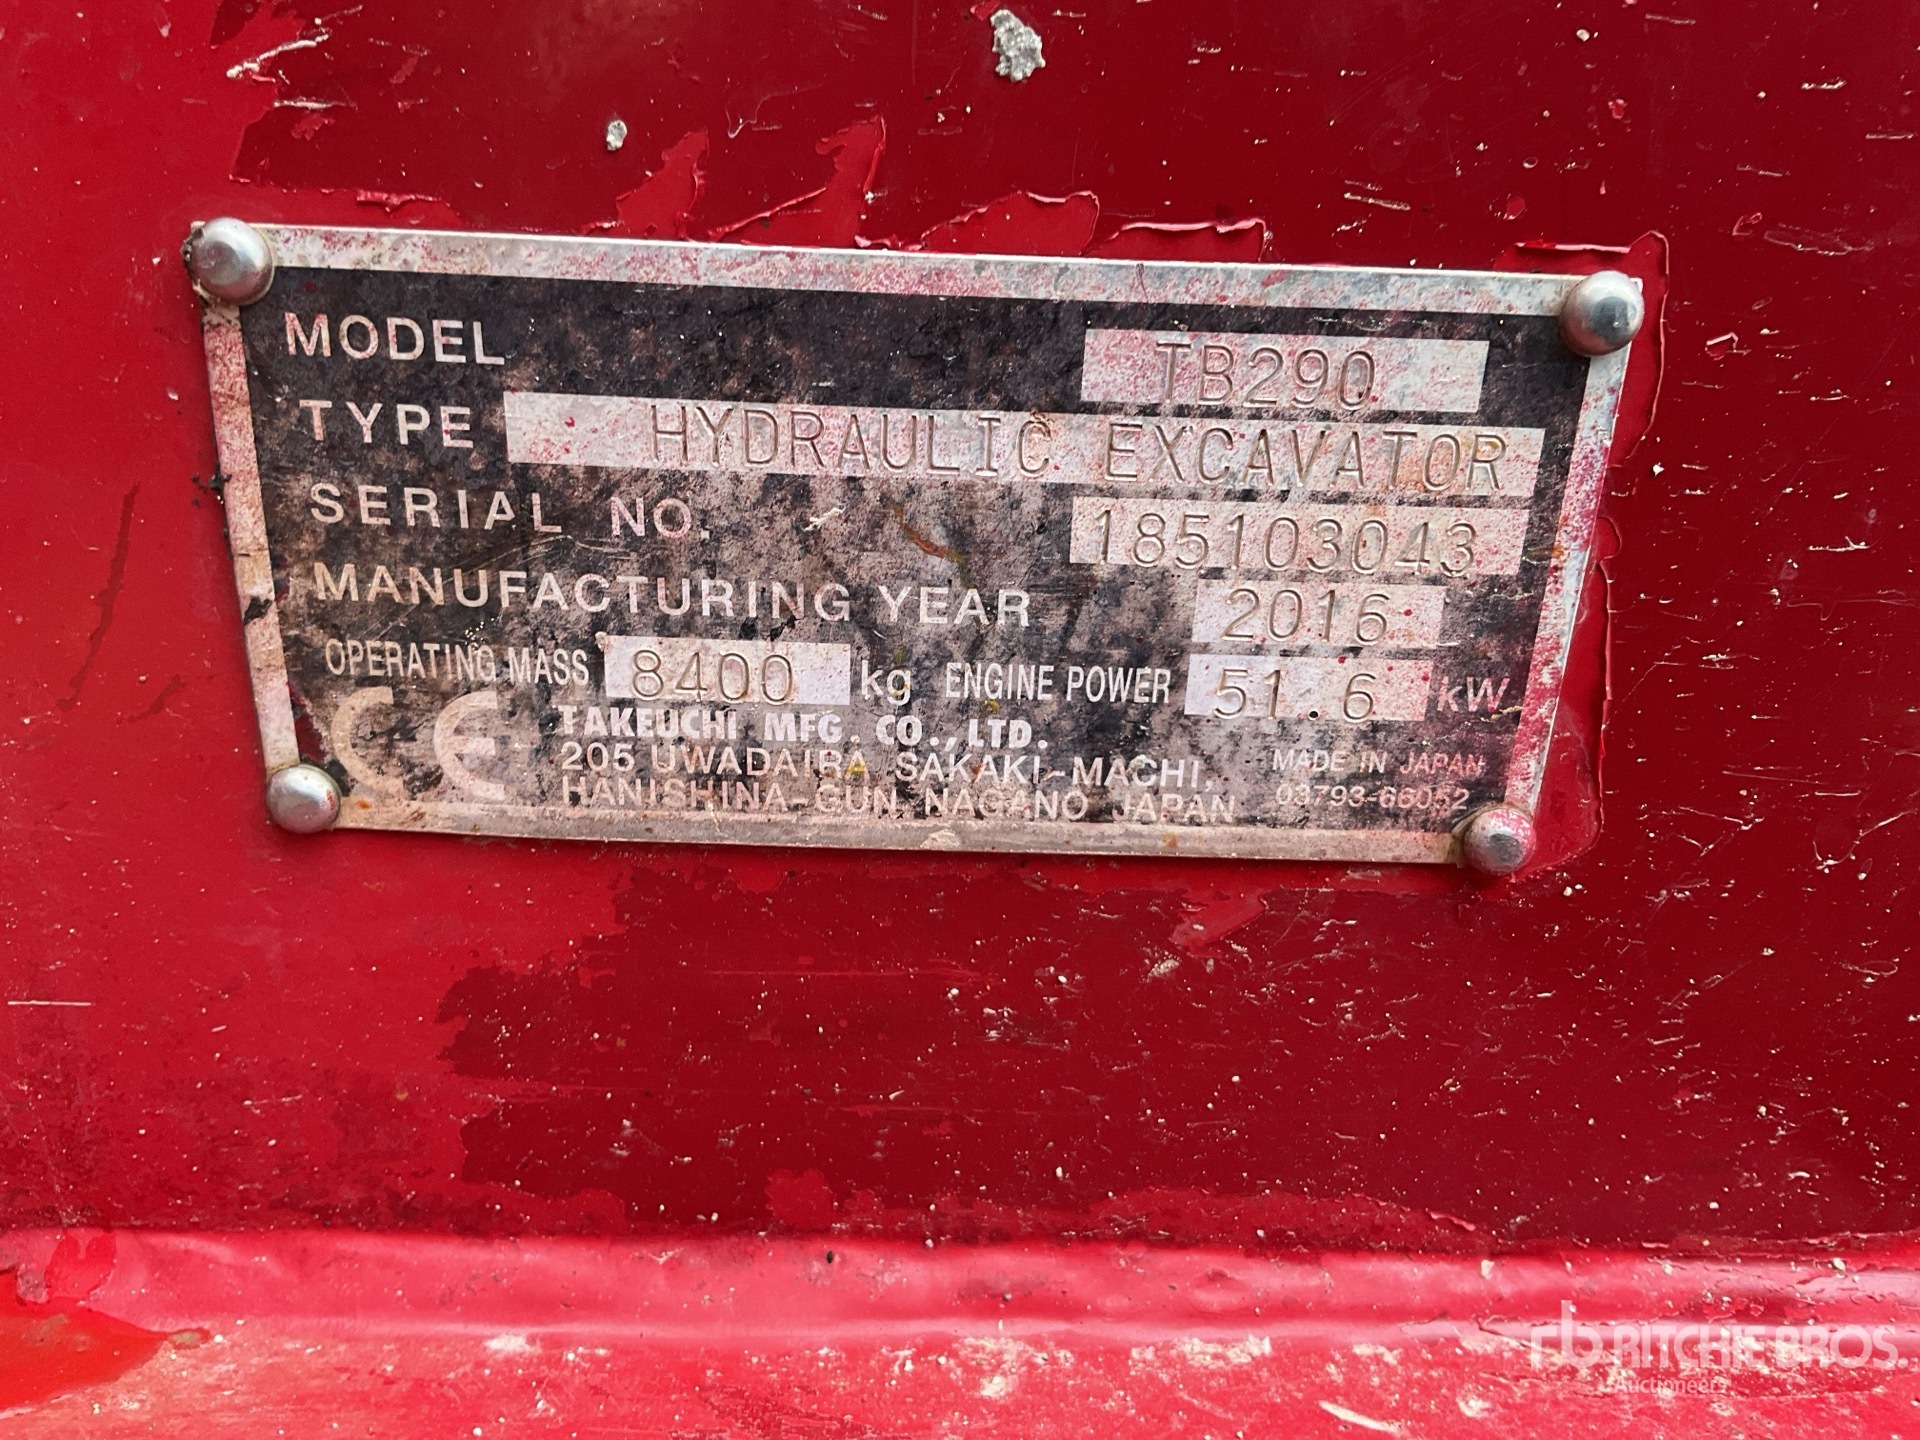 MODEL TB290
TYPE HYDRAULIC EXCAVATOR
SERIAL NO. 185103043
MANUFACTURING YEAR 2016
OPERATING MASS 8400 kg ENGINE POWER 51.6 kW
CE
TAKEUCHI MFG. CO., LTD.
205 UWADAIRA SAKAKI-MACHI,
HANISHINA-GUN NAGANO JAPAN
MADE IN JAPAN
03793-66052
rb RITCHIE BROS.
Auctioneers